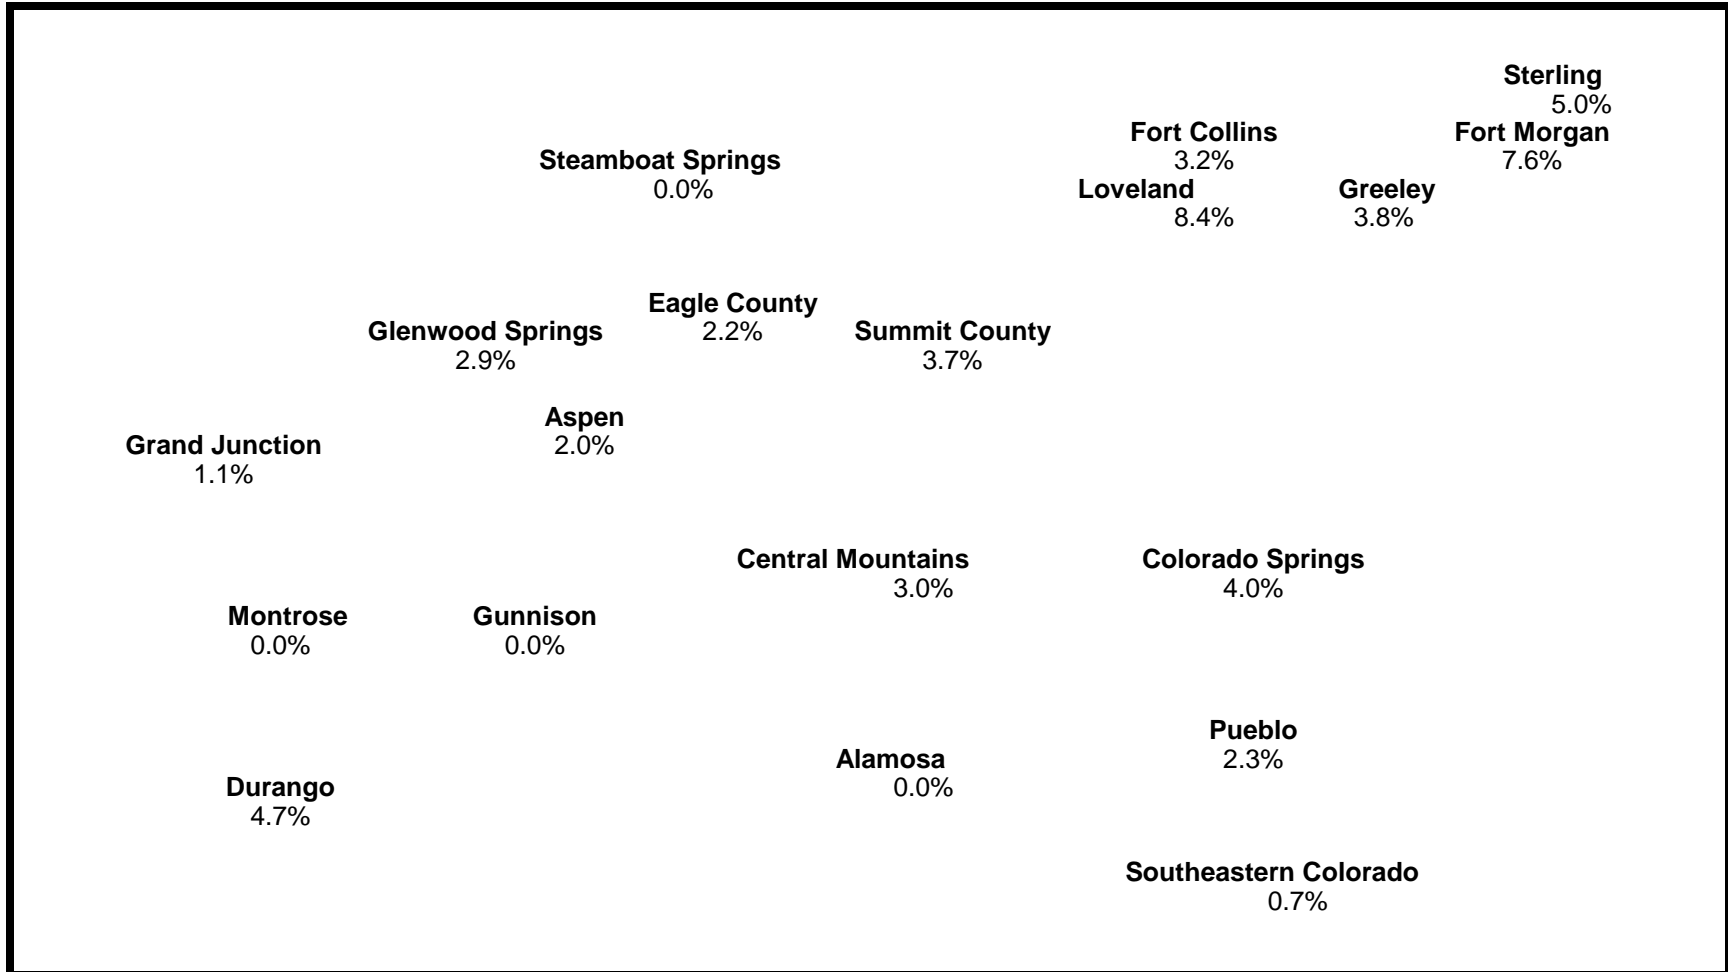 Sterling
5.0%
Fort Collins Fort Morgan
3.2% 7.6%
Steamboat Springs
0.0%
Loveland Greeley
8.4% 3.8%
Eagle County
2.2%
Glenwood Springs Summit County
2.9% 3.7%
Aspen
2.0%
Grand Junction
1.1%
Central Mountains Colorado Springs
3.0% 4.0%
Montrose Gunnison
0.0% 0.0%
Pueblo
2.3%
Alamosa
0.0%
Durango
4.7%
Southeastern Colorado
0.7%